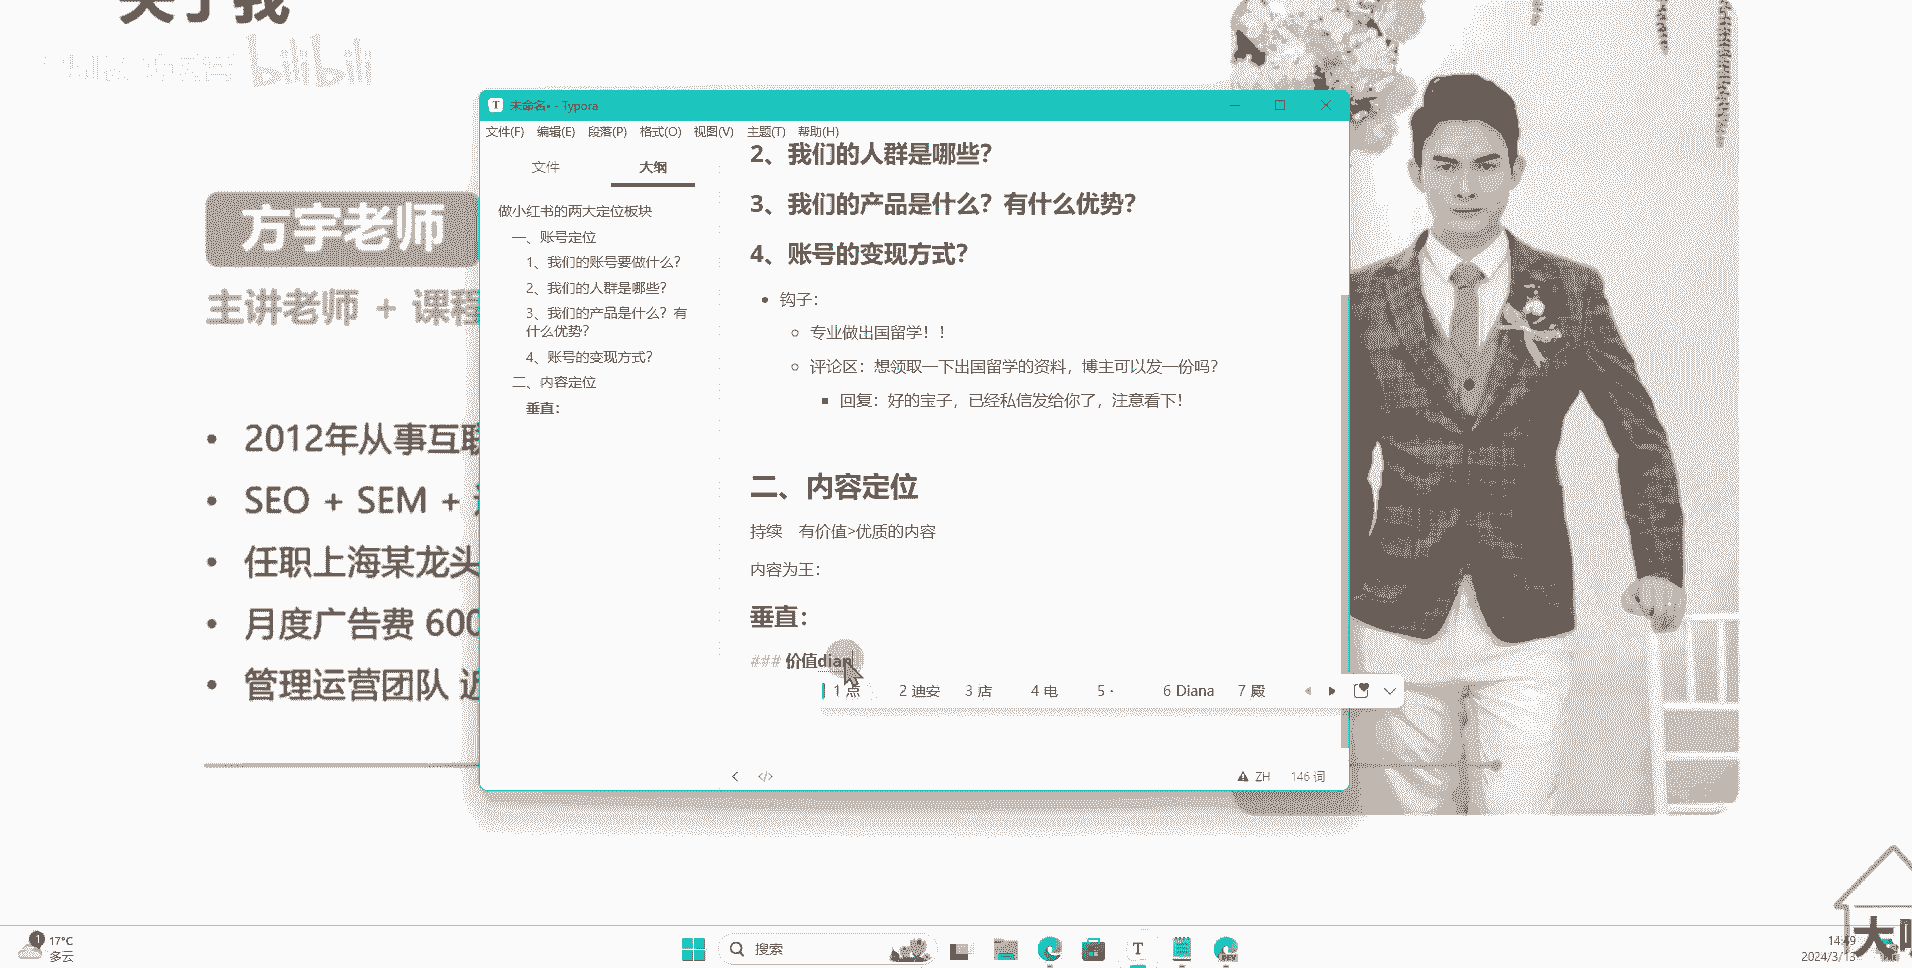 关于我
bilibili
方宇老师
主讲老师 + 课程
• 2012年从事互联
• SEO + SEM +
• 任职上海某龙头
• 月度广告费 600
• 管理运营团队 近
未命名• - Typora
文件(F) 编辑(E) 段落(P) 格式(O) 视图(V) 主题(T) 帮助(H)
文件 大纲
做小红书的两大定位板块
一、账号定位
1、我们的账号要做什么?
2、我们的人群是哪些?
3、我们的产品是什么? 有
什么优势?
4、账号的变现方式?
二、内容定位
垂直:
2、我们的人群是哪些?
3、我们的产品是什么? 有什么优势?
4、账号的变现方式?
• 钩子:
◦ 专业做出国留学! !
◦ 评论区: 想领取一下出国留学的资料, 博主可以发一份吗?
▪ 回复: 好的宝子, 已经私信发给你了, 注意看下!
二、内容定位
持续 有价值>优质的内容
内容为王:
垂直:
### 价值dian
1 点 2 迪安 3 店 4 电 5 · 6 Diana 7 殿
</> ZH 146 词
1
17°C
多云
搜索
T
DEV
14:49
2024/3/13
大